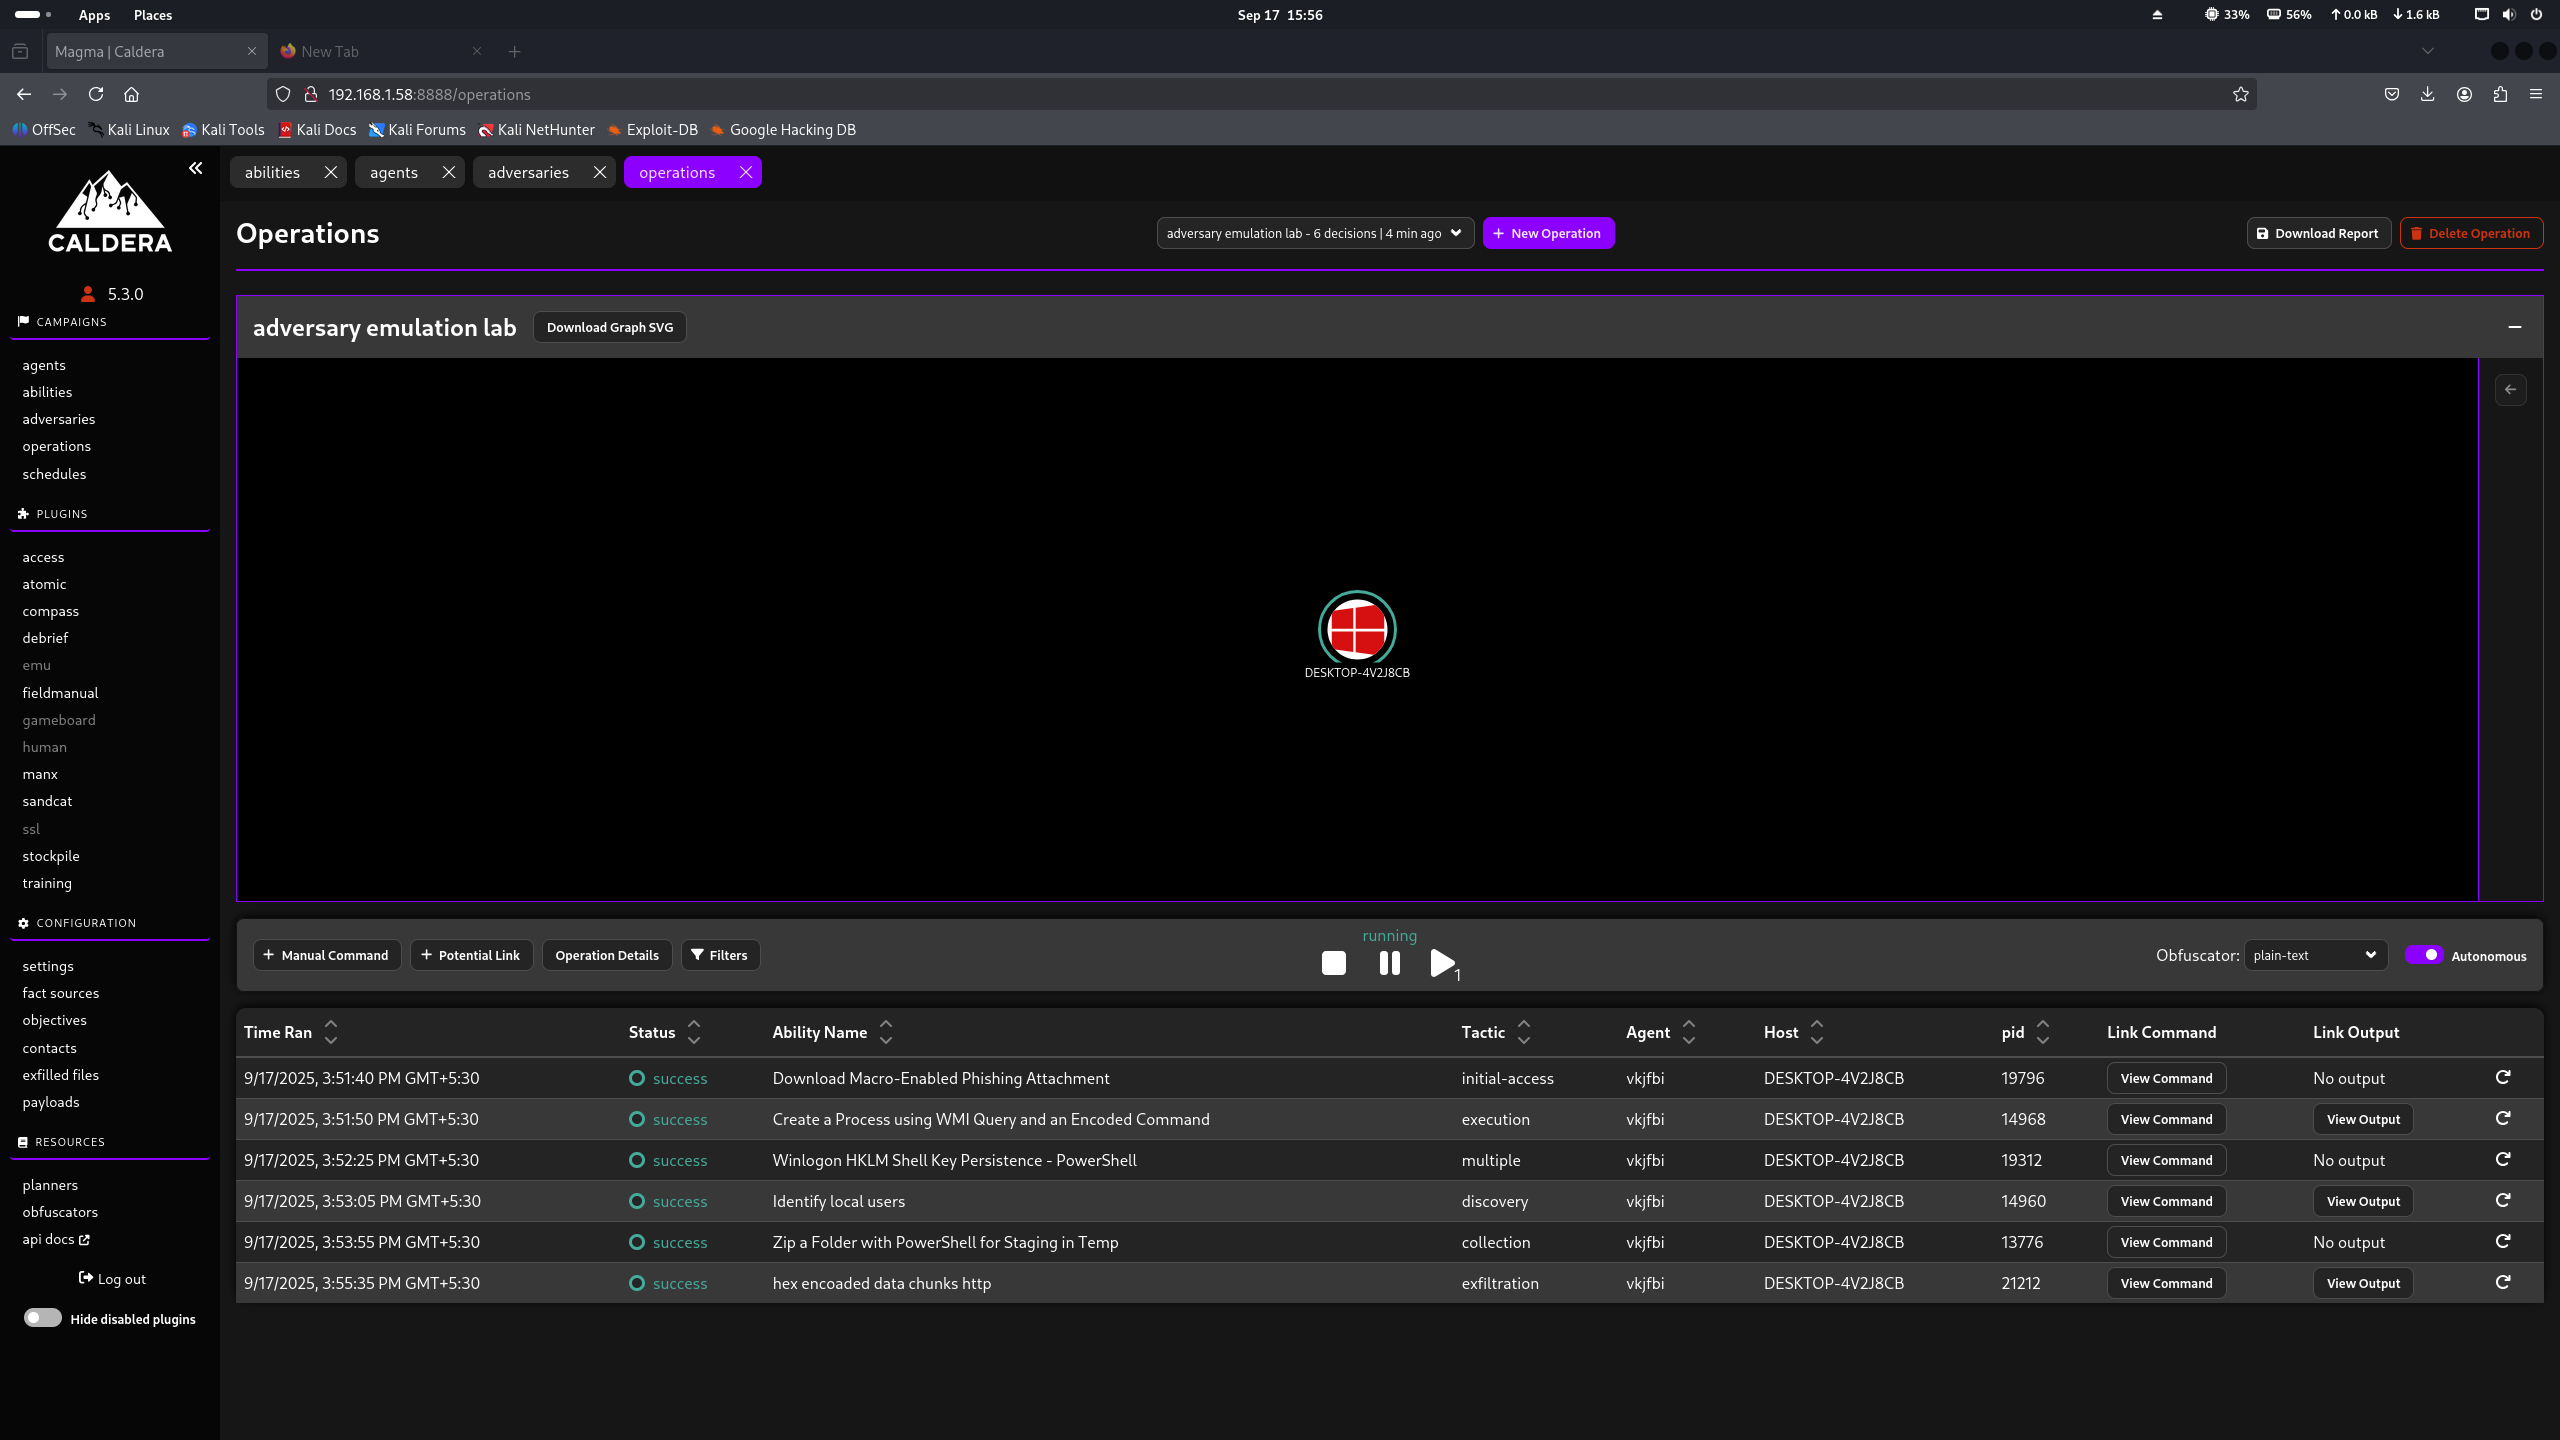 Apps Places Sep 17 15:56 33% 56% 0.0 kB 1.6 kB
Magma | Caldera New Tab
192.168.1.58:8888/operations
OffSec Kali Linux Kali Tools Kali Docs Kali Forums Kali NetHunter Exploit-DB Google Hacking DB
abilities agents adversaries operations
CALDERA
5.3.0
CAMPAIGNS
agents
abilities
adversaries
operations
schedules
PLUGINS
access
atomic
compass
debrief
emu
fieldmanual
gameboard
human
manx
sandcat
ssl
stockpile
training
CONFIGURATION
settings
fact sources
objectives
contacts
exfilled files
payloads
RESOURCES
planners
obfuscators
api docs
Log out
Hide disabled plugins
Operations adversary emulation lab - 6 decisions | 4 min ago New Operation Download Report Delete Operation
adversary emulation lab Download Graph SVG
DESKTOP-4V2J8CB
running
Manual Command Potential Link Operation Details Filters 1 Obfuscator: plain-text Autonomous
Time Ran Status Ability Name Tactic Agent Host pid Link Command Link Output
9/17/2025, 3:51:40 PM GMT+5:30 success Download Macro-Enabled Phishing Attachment initial-access vkjfbi DESKTOP-4V2J8CB 19796 View Command No output
9/17/2025, 3:51:50 PM GMT+5:30 success Create a Process using WMI Query and an Encoded Command execution vkjfbi DESKTOP-4V2J8CB 14968 View Command View Output
9/17/2025, 3:52:25 PM GMT+5:30 success Winlogon HKLM Shell Key Persistence - PowerShell multiple vkjfbi DESKTOP-4V2J8CB 19312 View Command No output
9/17/2025, 3:53:05 PM GMT+5:30 success Identify local users discovery vkjfbi DESKTOP-4V2J8CB 14960 View Command View Output
9/17/2025, 3:53:55 PM GMT+5:30 success Zip a Folder with PowerShell for Staging in Temp collection vkjfbi DESKTOP-4V2J8CB 13776 View Command No output
9/17/2025, 3:55:35 PM GMT+5:30 success hex encoaded data chunks http exfiltration vkjfbi DESKTOP-4V2J8CB 21212 View Command View Output